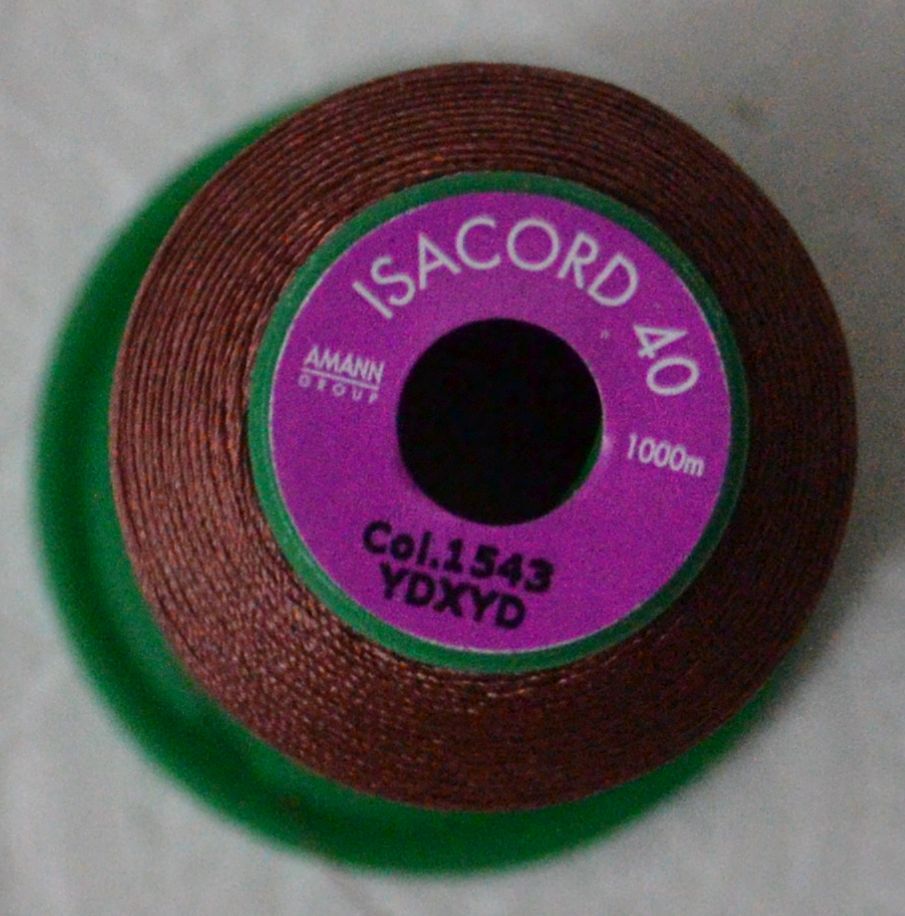 ISACORD 40
AMANN
GROUP
1000m
Col.1543
YDXYD